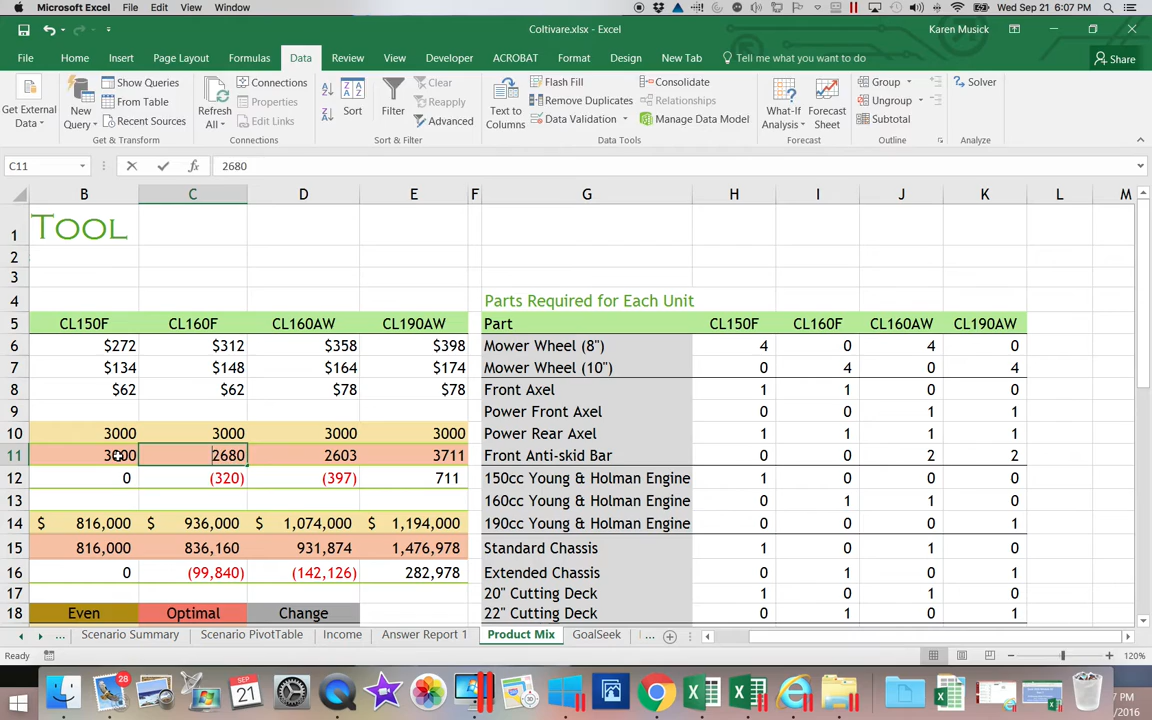 Microsoft Excel File Edit View Window Wed Sep 21 6:07 PM
Coltivare.xlsx - Excel Karen Musick
File Home Insert Page Layout Formulas Data Review View Developer ACROBAT Format Design New Tab Tell me what you want to do Share
Get External Data
New Query
Show Queries
From Table
Recent Sources
Get & Transform
Refresh All
Connections
Properties
Edit Links
Connections
Sort
Filter
Clear
Reapply
Advanced
Sort & Filter
Text to Columns
Flash Fill
Remove Duplicates
Data Validation
Consolidate
Relationships
Manage Data Model
Data Tools
What-If Analysis
Forecast Sheet
Forecast
Group
Ungroup
Subtotal
Outline
Solver
Analyze
C11 fx 2680
B C D E F G H I J K L M
1 Tool
2
3
4 Parts Required for Each Unit
5 CL150F CL160F CL160AW CL190AW Part CL150F CL160F CL160AW CL190AW
6 $272 $312 $358 $398 Mower Wheel (8") 4 0 4 0
7 $134 $148 $164 $174 Mower Wheel (10") 0 4 0 4
8 $62 $62 $78 $78 Front Axel 1 1 0 0
9 Power Front Axel 0 0 1 1
10 3000 3000 3000 3000 Power Rear Axel 1 1 1 1
11 3000 2680 2603 3711 Front Anti-skid Bar 0 0 2 2
12 0 (320) (397) 711 150cc Young & Holman Engine 1 0 0 0
13 160cc Young & Holman Engine 0 1 1 0
14 $ 816,000 $ 936,000 $ 1,074,000 $ 1,194,000 190cc Young & Holman Engine 0 0 0 1
15 816,000 836,160 931,874 1,476,978 Standard Chassis 1 0 1 0
16 0 (99,840) (142,126) 282,978 Extended Chassis 0 1 0 1
17 20" Cutting Deck 1 0 1 0
18 Even Optimal Change 22" Cutting Deck 0 1 0 1
... Scenario Summary Scenario PivotTable Income Answer Report 1 Product Mix GoalSeek ...
Ready 120%
28
SEP
21
7 PM
/2016